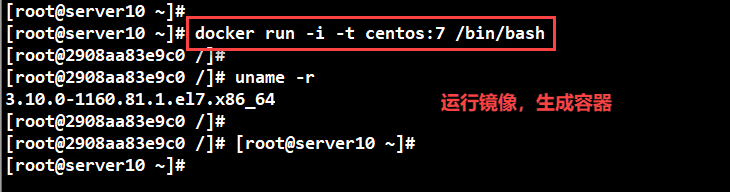 [root@server10 ~]#
[root@server10 ~]# docker run -i -t centos:7 /bin/bash
[root@2908aa83e9c0 /]#
[root@2908aa83e9c0 /]# uname -r
3.10.0-1160.81.1.el7.x86_64
运行镜像，生成容器
[root@2908aa83e9c0 /]#
[root@2908aa83e9c0 /]# [root@server10 ~]#
[root@server10 ~]#